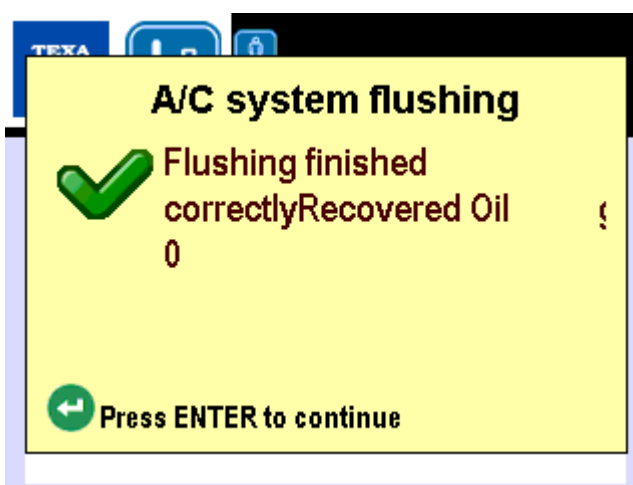 TEXA
A/C system flushing
Flushing finished
correctlyRecovered Oil
0
Press ENTER to continue